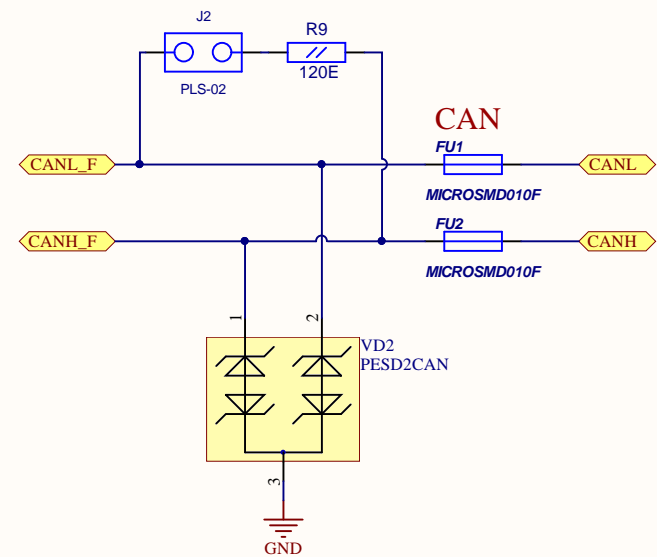 J2
R9
PLS-02
120E
CAN
FU1
CANL_F
CANL
MICROSMD010F
FU2
CANH_F
CANH
MICROSMD010F
1
2
VD2
PESD2CAN
3
GND